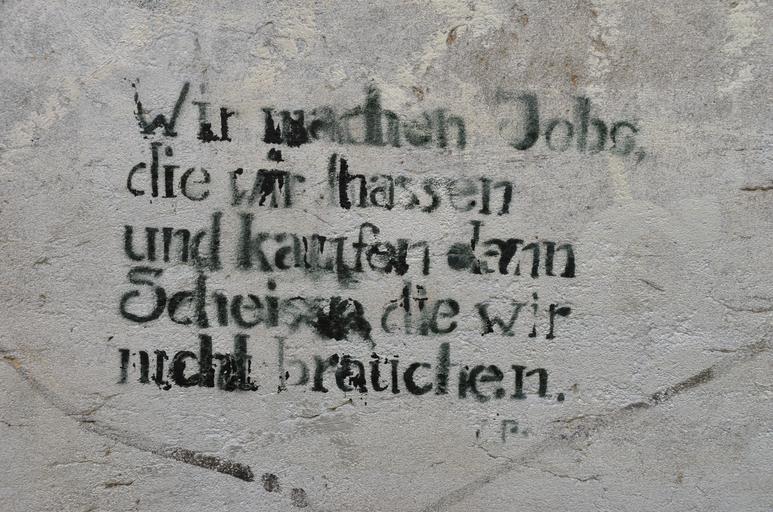 Wir machen Jobs,
die wir hassen
und kaufen dann
Scheisse die wir
nicht brauchen.